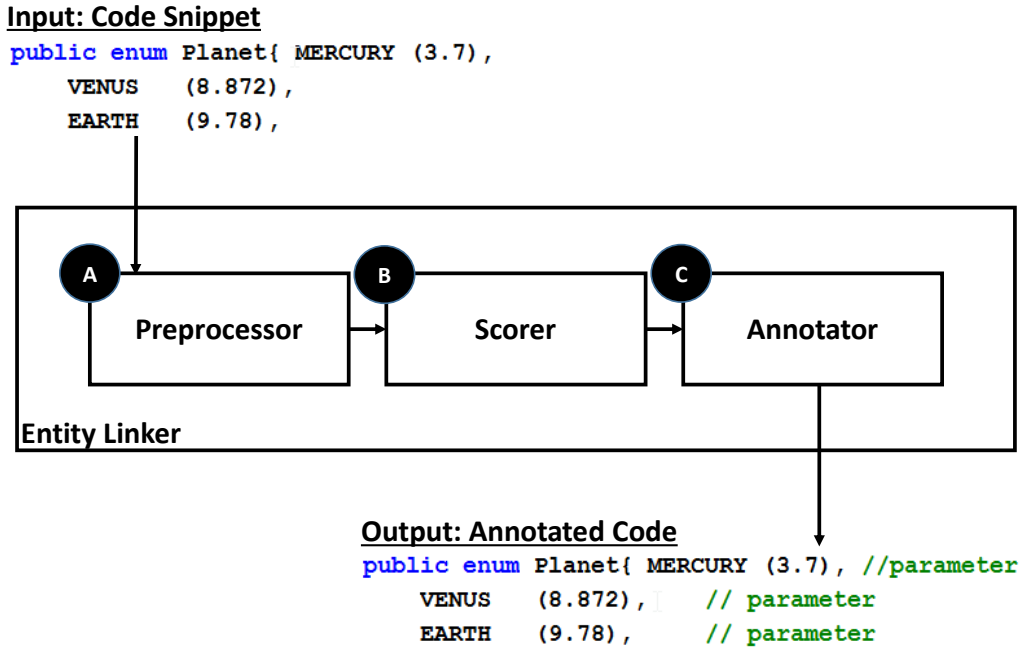 Input: Code Snippet
public enum Planet{ MERCURY (3.7),
VENUS (8.872),
EARTH (9.78),
A
B
C
Preprocessor
Scorer
Annotator
Entity Linker
Output: Annotated Code
public enum Planet{ MERCURY (3.7), //parameter
VENUS (8.872), // parameter
EARTH (9.78), // parameter